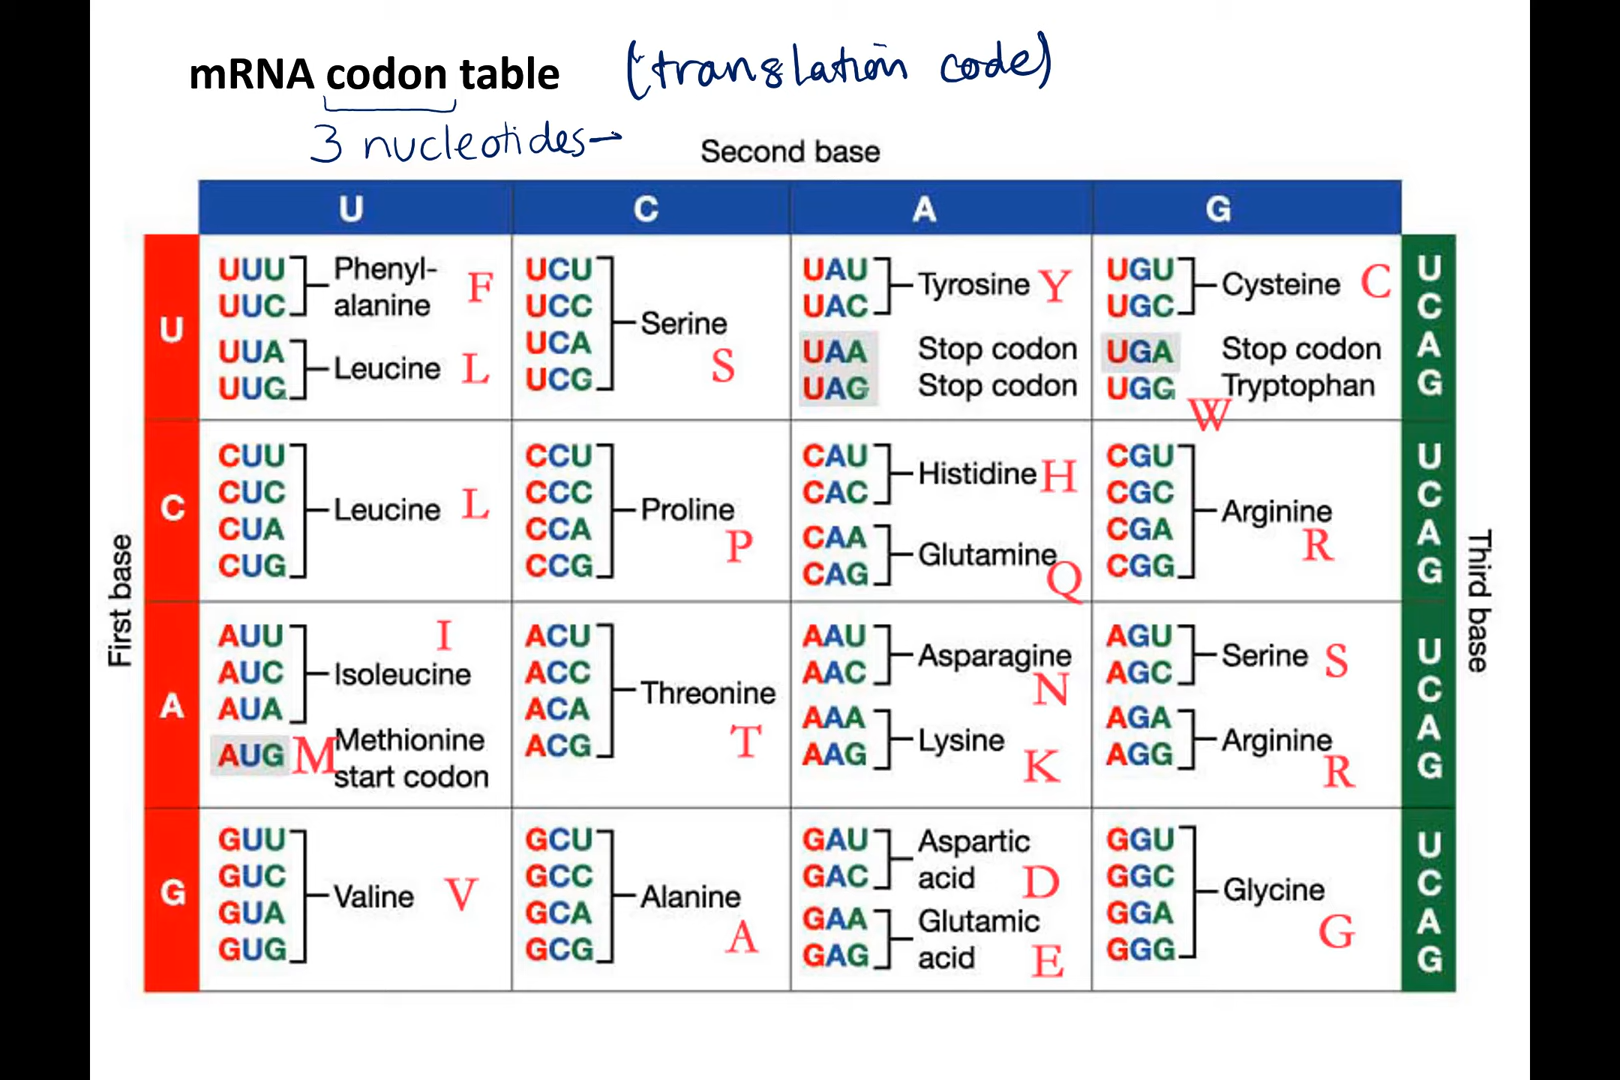 mRNA codon table (translation code)
3 nucleotides
Second base
U C A G
First base
Third base
U
UUU
UUC
Phenyl-
alanine F
UUA
UUG
Leucine L
UCU
UCC
UCA
UCG
Serine
S
UAU
UAC
Tyrosine Y
UAA Stop codon
UAG Stop codon
UGU
UGC
Cysteine C
UGA Stop codon
UGG Tryptophan
W
U
C
A
G
C
CUU
CUC
CUA
CUG
Leucine L
CCU
CCC
CCA
CCG
Proline
P
CAU
CAC
Histidine H
CAA
CAG
Glutamine
Q
CGU
CGC
CGA
CGG
Arginine
R
U
C
A
G
A
AUU
AUC
AUA
I
Isoleucine
AUG M Methionine
start codon
ACU
ACC
ACA
ACG
Threonine
T
AAU
AAC
Asparagine
N
AAA
AAG
Lysine
K
AGU
AGC
Serine S
AGA
AGG
Arginine
R
U
C
A
G
G
GUU
GUC
GUA
GUG
Valine V
GCU
GCC
GCA
GCG
Alanine
A
GAU
GAC
Aspartic
acid D
GAA
GAG
Glutamic
acid E
GGU
GGC
GGA
GGG
Glycine
G
U
C
A
G